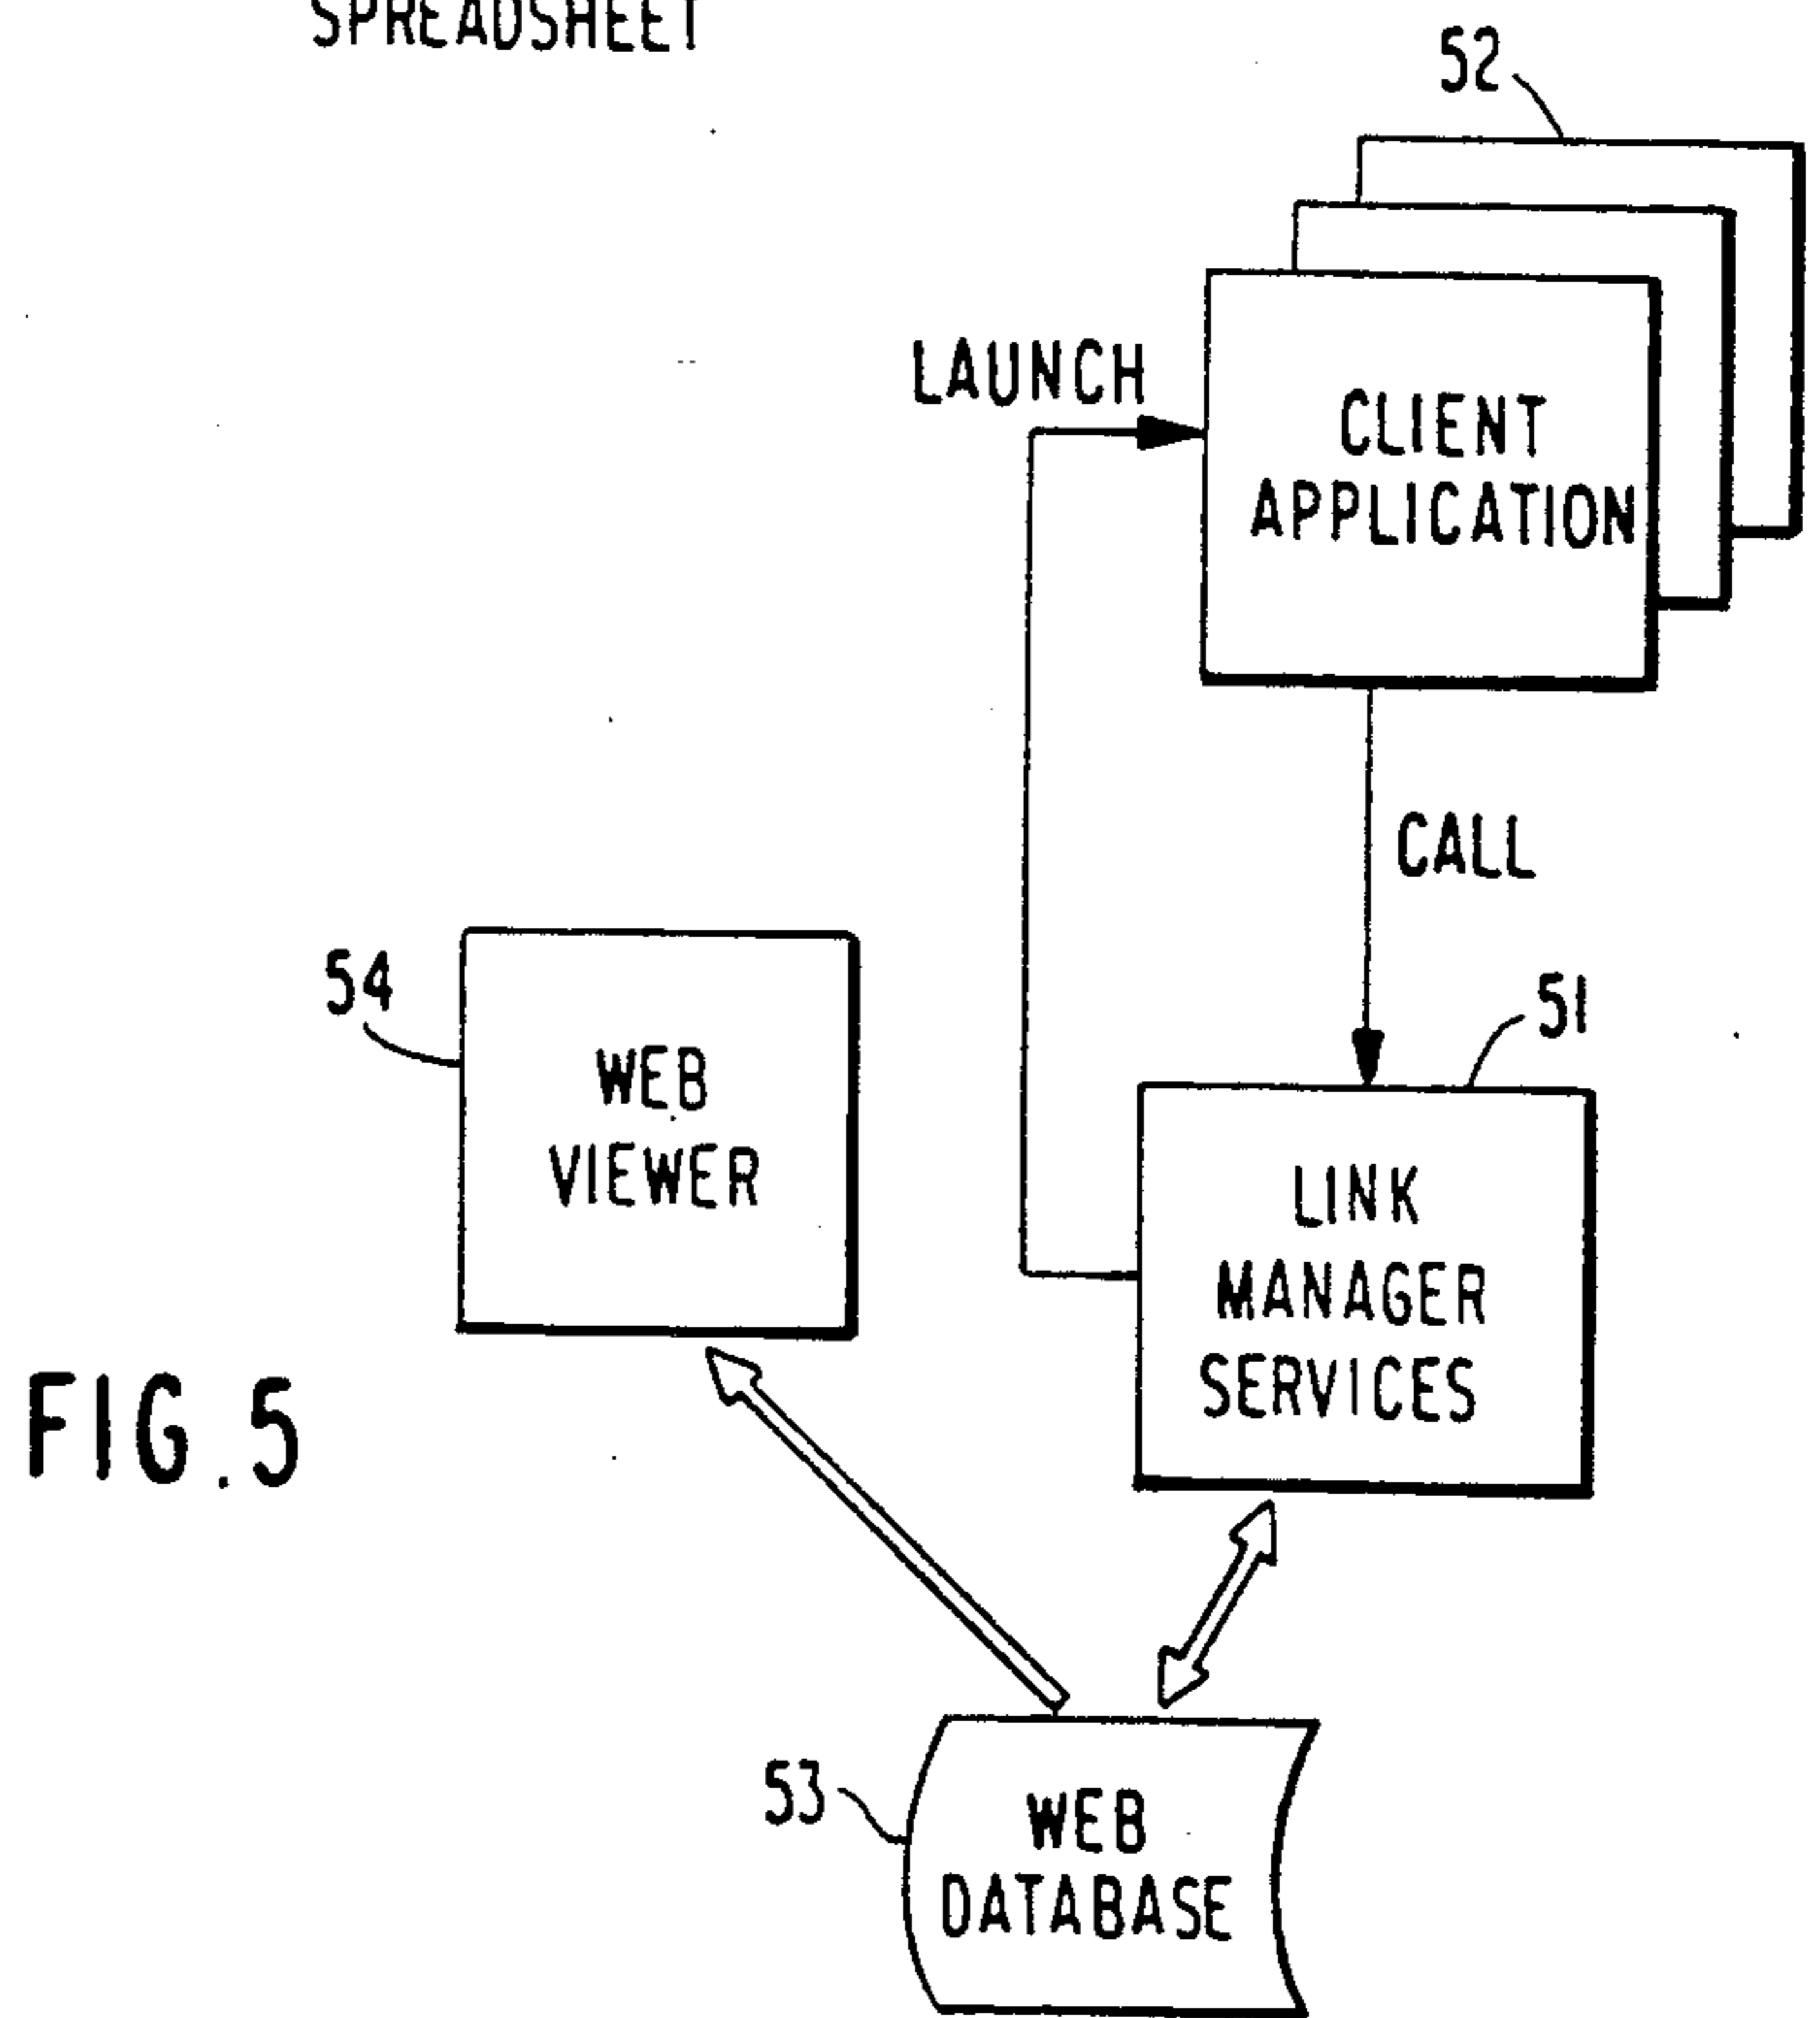 SPREADSHEET
52
LAUNCH
CLIENT
APPLICATION
CALL
54
51
WEB
VIEWER
LINK
MANAGER
SERVICES
FIG.5
53
WEB
DATABASE